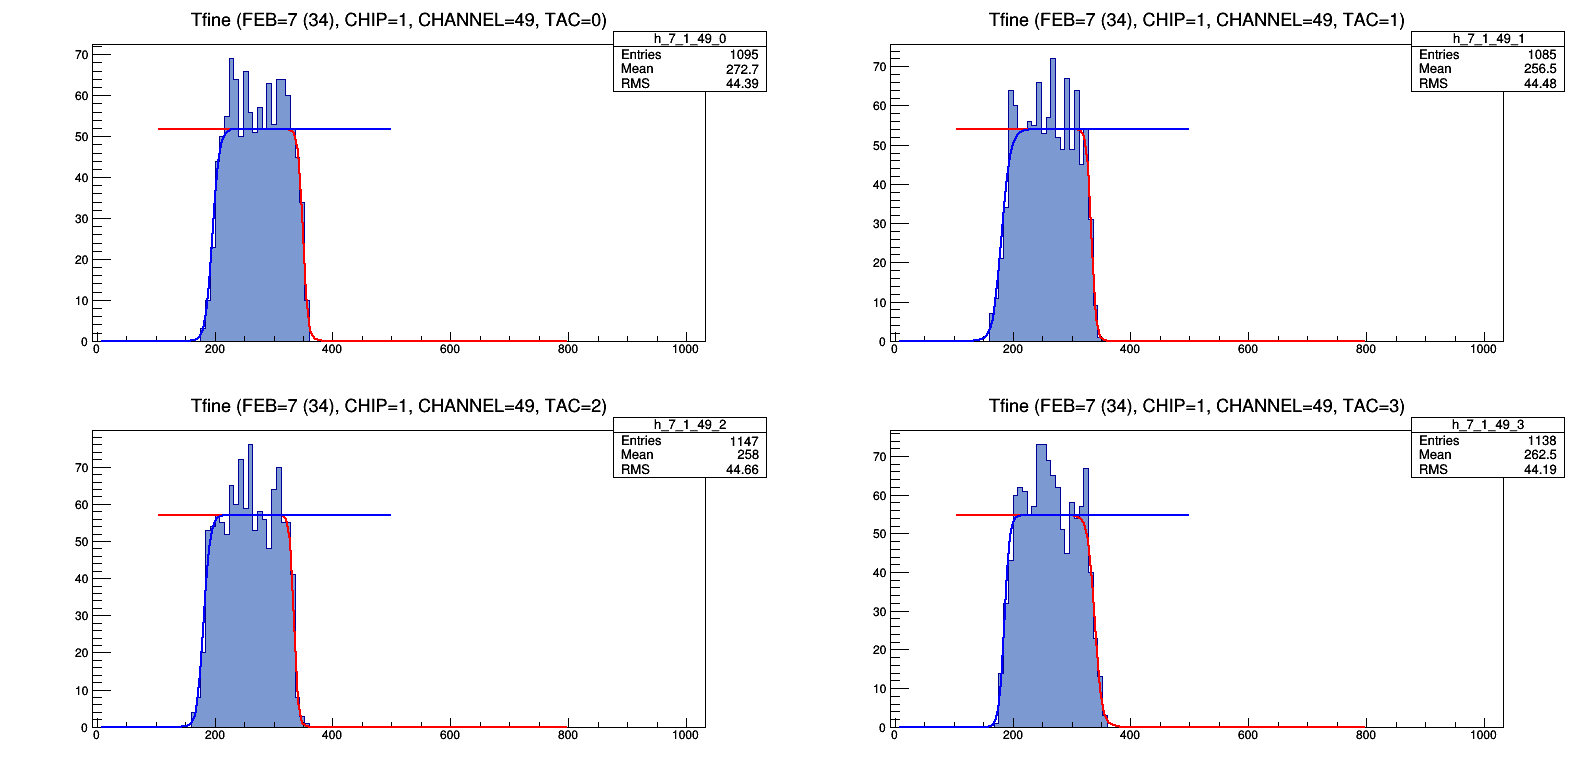 Tfine (FEB=7 (34), CHIP=1, CHANNEL=49, TAC=0)
h_7_1_49_0
Entries 1095
Mean 272.7
RMS 44.39
70
60
50
40
30
20
10
0
0 200 400 600 800 1000
Tfine (FEB=7 (34), CHIP=1, CHANNEL=49, TAC=1)
h_7_1_49_1
Entries 1085
Mean 256.5
RMS 44.48
70
60
50
40
30
20
10
0
0 200 400 600 800 1000
Tfine (FEB=7 (34), CHIP=1, CHANNEL=49, TAC=2)
h_7_1_49_2
Entries 1147
Mean 258
RMS 44.66
70
60
50
40
30
20
10
0
0 200 400 600 800 1000
Tfine (FEB=7 (34), CHIP=1, CHANNEL=49, TAC=3)
h_7_1_49_3
Entries 1138
Mean 262.5
RMS 44.19
70
60
50
40
30
20
10
0
0 200 400 600 800 1000